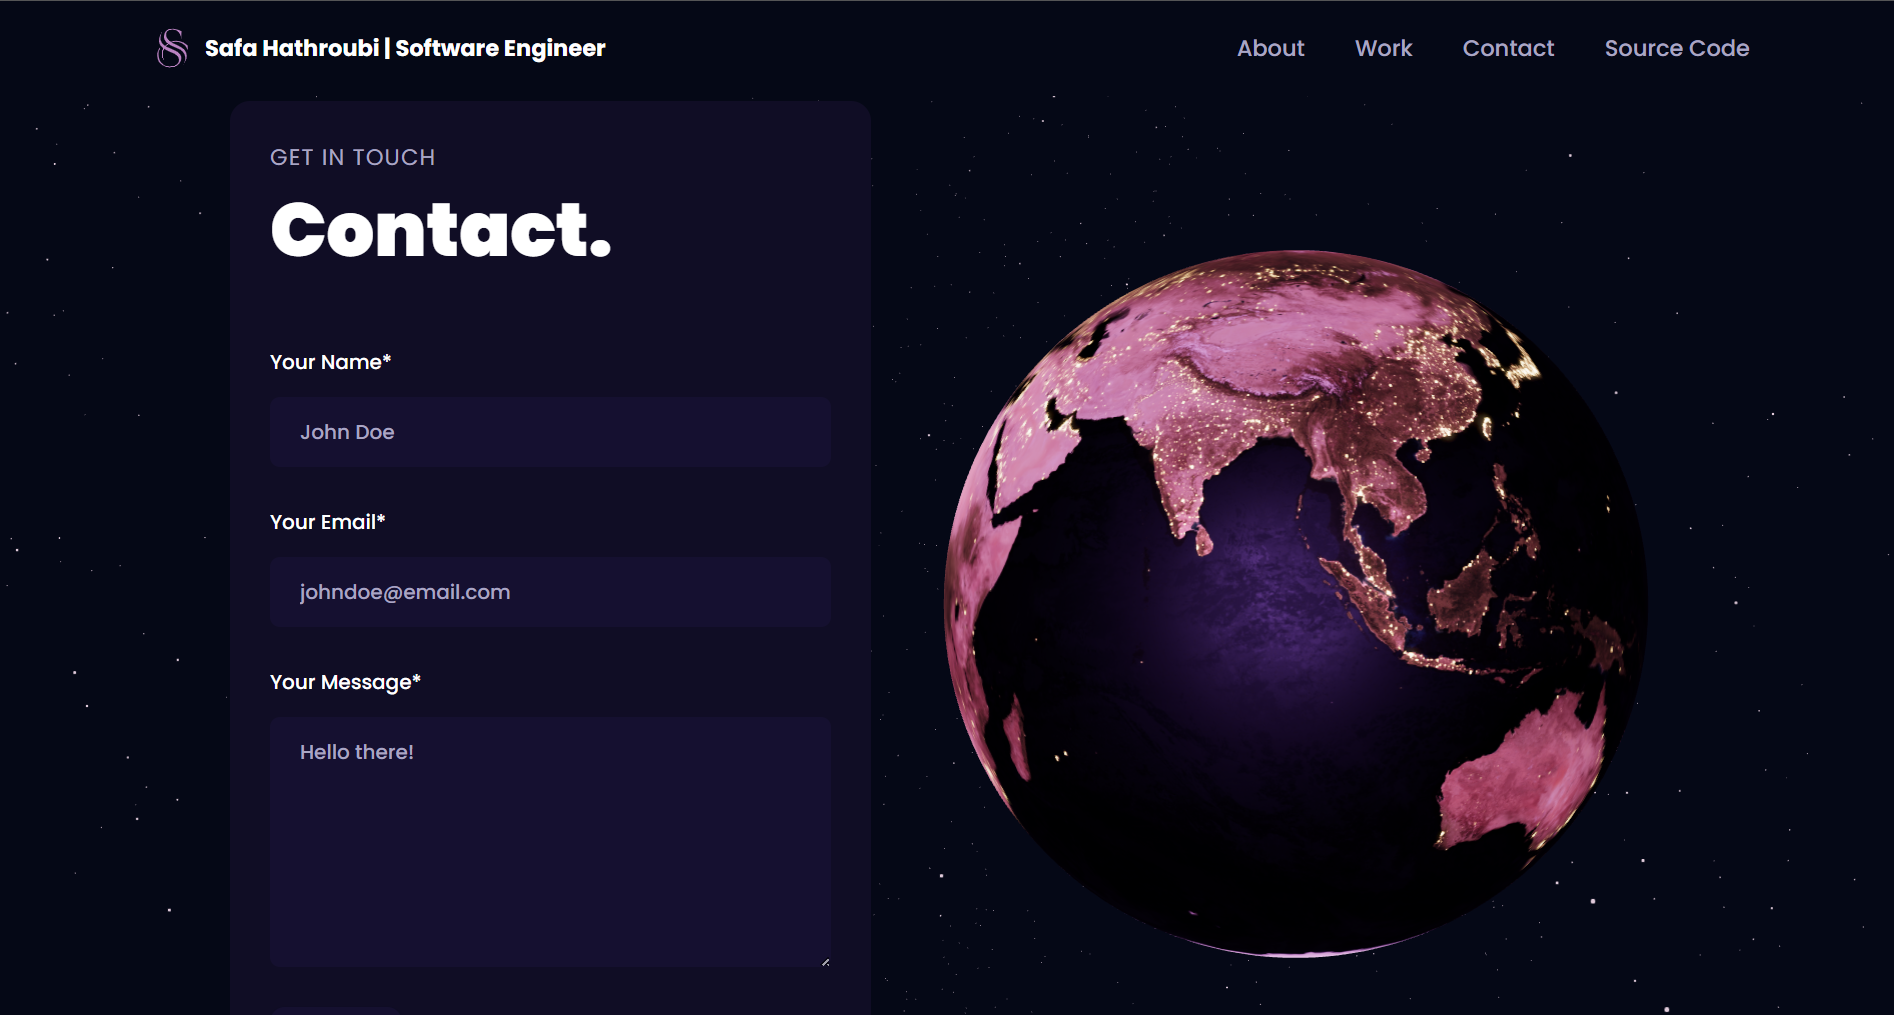 Safa Hathroubi | Software Engineer
About
Work
Contact
Source Code
GET IN TOUCH
Contact.
Your Name*
John Doe
Your Email*
johndoe@email.com
Your Message*
Hello there!